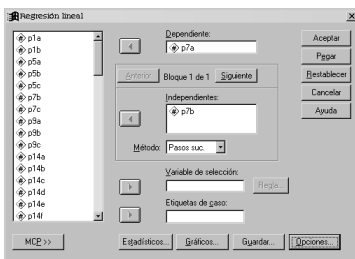 Regresión lineal
p1a
p1b
p5a
p5b
p5c
p7b
p7c
p9a
p9b
p9c
p14a
p14b
p14c
p14d
p14e
p14f
Dependiente:
p7a
Anterior Bloque 1 de 1 Siguiente
Independientes:
p7b
Método: Pasos suc.
Variable de selección:
Regla...
Etiquetas de caso:
Aceptar
Pegar
Restablecer
Cancelar
Ayuda
MCP >> Estadísticos... Gráficos... Guardar... Opciones...